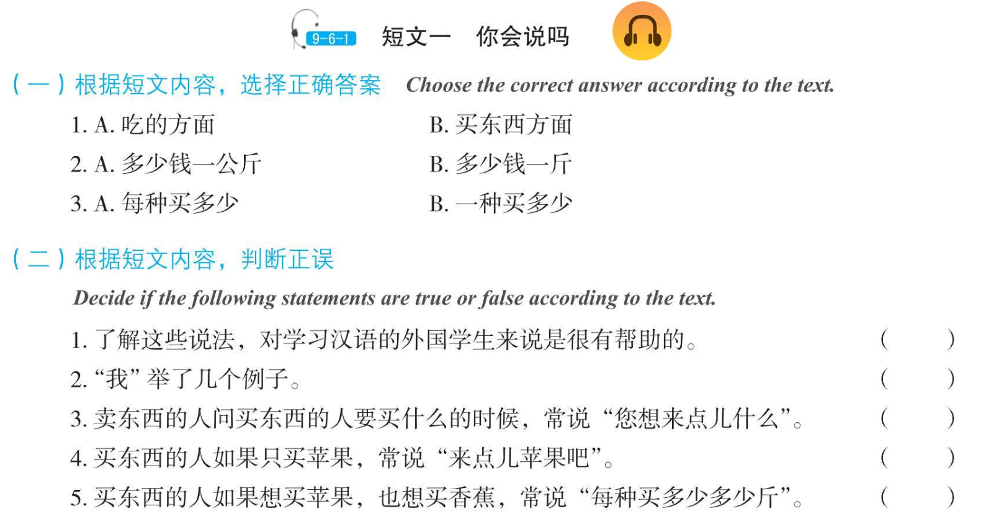 9-6-1 短文一 你会说吗
（一）根据短文内容，选择正确答案 Choose the correct answer according to the text.
1. A. 吃的方面 B. 买东西方面
2. A. 多少钱一公斤 B. 多少钱一斤
3. A. 每种买多少 B. 一种买多少
（二）根据短文内容，判断正误
Decide if the following statements are true or false according to the text.
1. 了解这些说法，对学习汉语的外国学生来说是很有帮助的。 （ ）
2. “我” 举了几个例子。 （ ）
3. 卖东西的人问买东西的人要买什么的时候，常说 “您想来点儿什么”。 （ ）
4. 买东西的人如果只买苹果，常说 “来点儿苹果吧”。 （ ）
5. 买东西的人如果想买苹果，也想买香蕉，常说 “每种买多少多少斤”。 （ ）